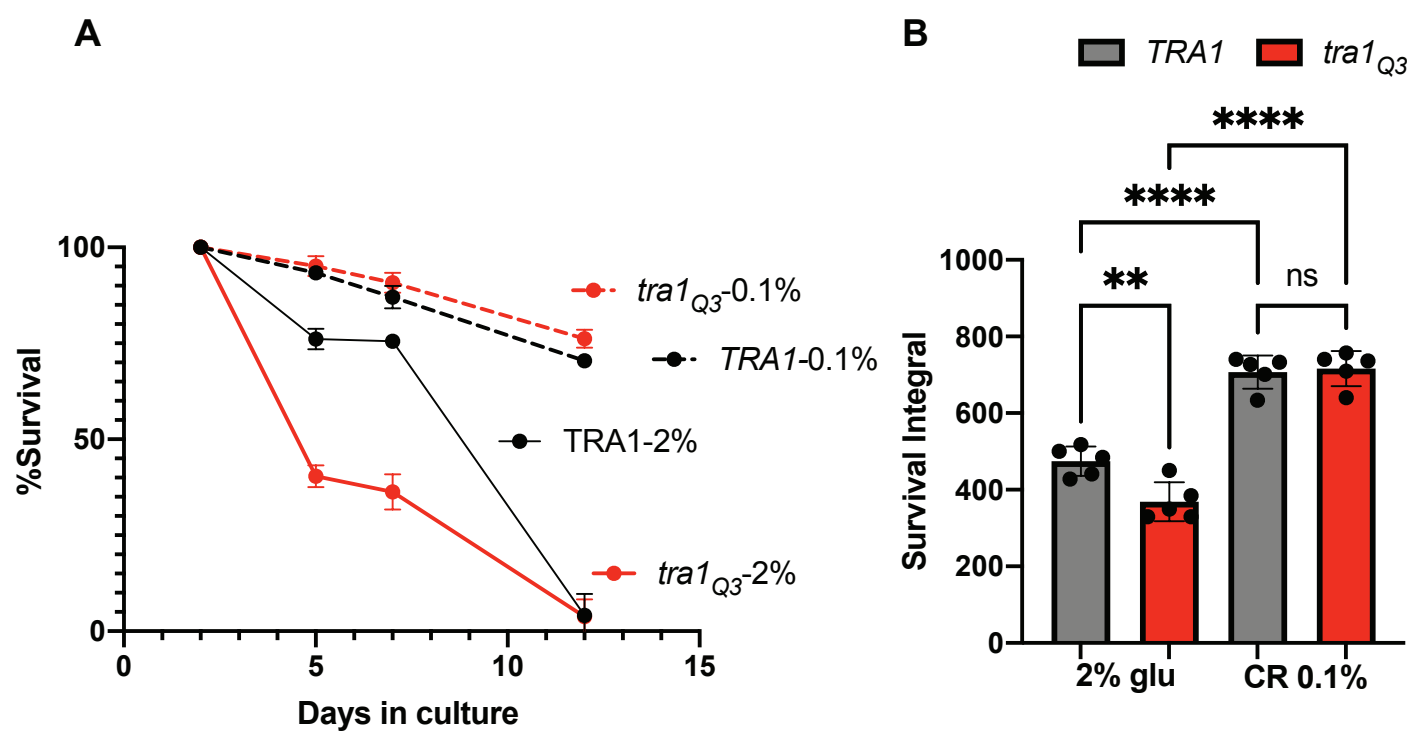 A
%Survival
100
50
0
0 5 10 15
Days in culture
tra1Q3-0.1%
TRA1-0.1%
TRA1-2%
tra1Q3-2%
B
TRA1 tra1Q3
****
****
**
ns
Survival Integral
1000
800
600
400
200
0
2% glu CR 0.1%